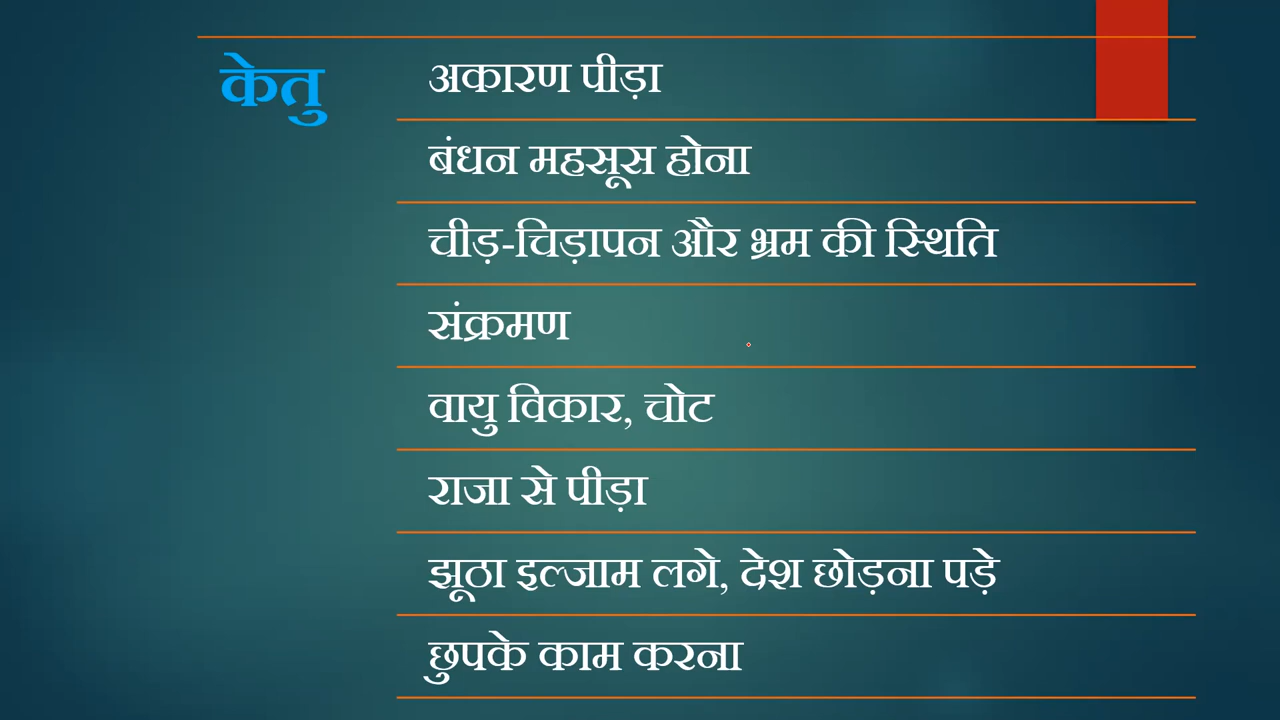 केतु
अकारण पीड़ा
बंधन महसूस होना
चीड़-चिड़ापन और भ्रम की स्थिति
संक्रमण
वायु विकार, चोट
राजा से पीड़ा
झूठा इल्जाम लगे, देश छोड़ना पड़े
छुपके काम करना